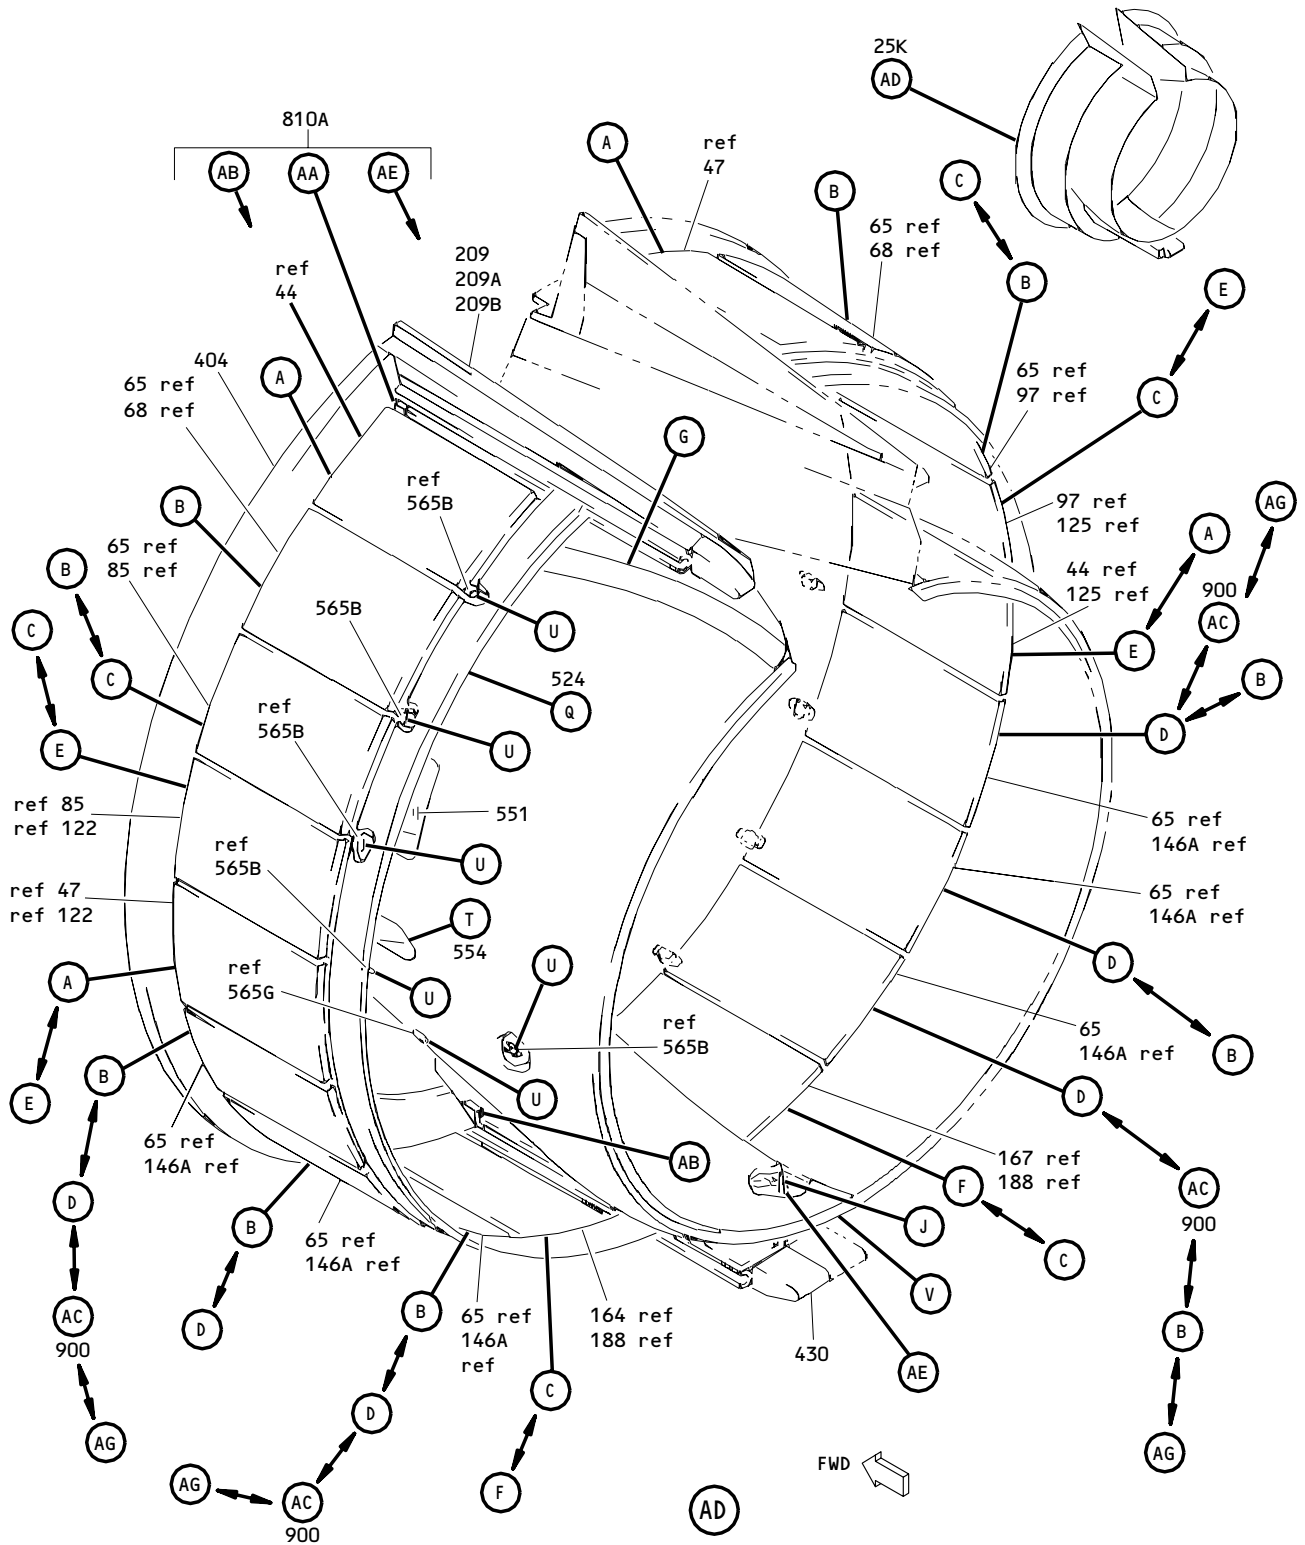 25K
AD
810A
AB
AA
AE
A
ref
47
B
C
65 ref
68 ref
B
E
209
209A
209B
ref
44
404
65 ref
68 ref
A
65 ref
97 ref
C
G
ref
565B
B
97 ref
125 ref
AG
A
65 ref
85 ref
B
44 ref
125 ref
900
AC
565B
C
U
E
C
524
Q
B
ref
565B
D
E
U
ref 85
ref 122
551
65 ref
146A ref
ref
565B
U
ref 47
ref 122
65 ref
146A ref
T
554
U
D
ref
565G
A
U
ref
565B
65
146A ref
B
B
E
U
D
65 ref
146A ref
AB
167 ref
188 ref
D
F
AC
900
B
J
65 ref
146A ref
C
V
B
65 ref
146A
ref
164 ref
188 ref
AC
900
D
B
430
AE
C
D
AG
AG
FWD
AG
F
AC
900
AD